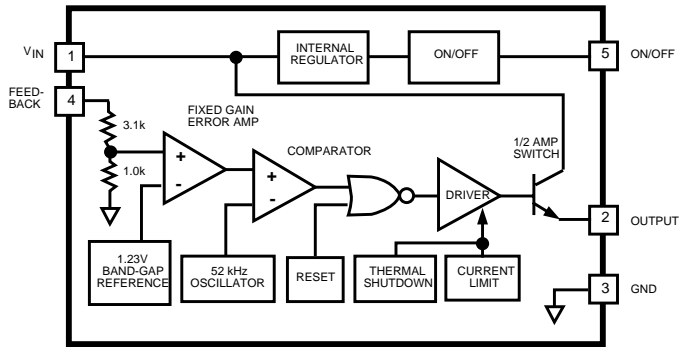 VIN
1
INTERNAL
REGULATOR
ON/OFF
5
ON/OFF
FEED-
BACK
4
3.1k
1.0k
FIXED GAIN
ERROR AMP
+
-
COMPARATOR
+
-
1/2 AMP
SWITCH
DRIVER
2
OUTPUT
1.23V
BAND-GAP
REFERENCE
52 kHz
OSCILLATOR
RESET
THERMAL
SHUTDOWN
CURRENT
LIMIT
3
GND